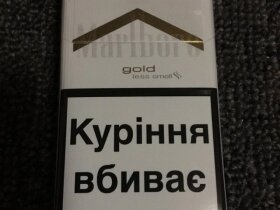 Marlboro
gold
less smell
Куріння
вбиває